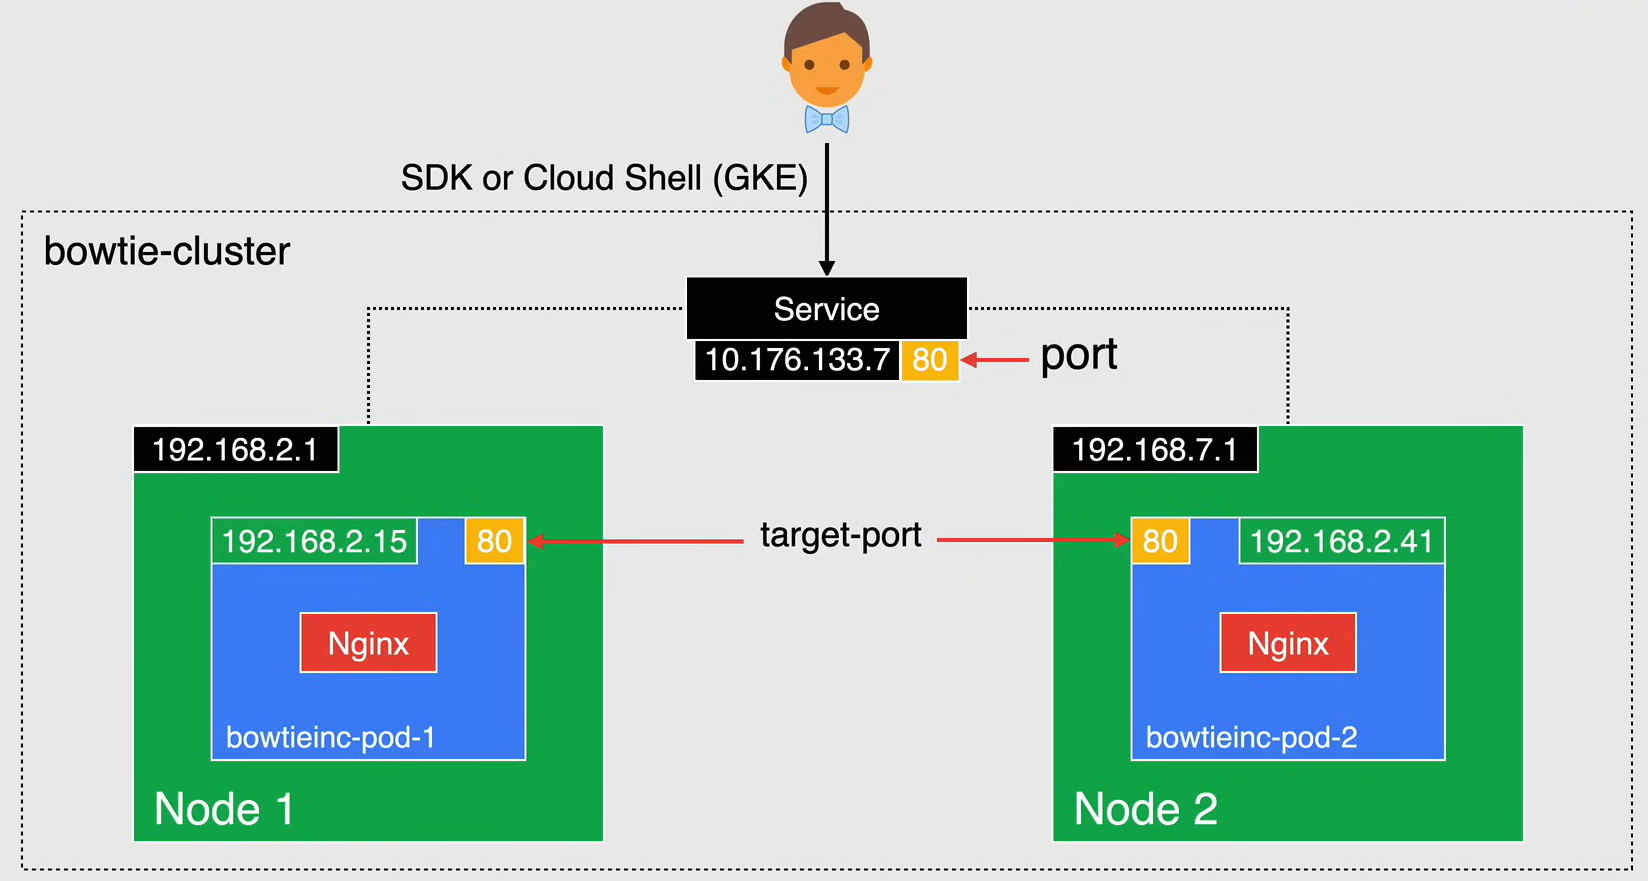 SDK or Cloud Shell (GKE)
bowtie-cluster
Service
10.176.133.7 80
port
192.168.2.1
192.168.7.1
192.168.2.15 80
target-port
80 192.168.2.41
Nginx
Nginx
bowtieinc-pod-1
bowtieinc-pod-2
Node 1
Node 2